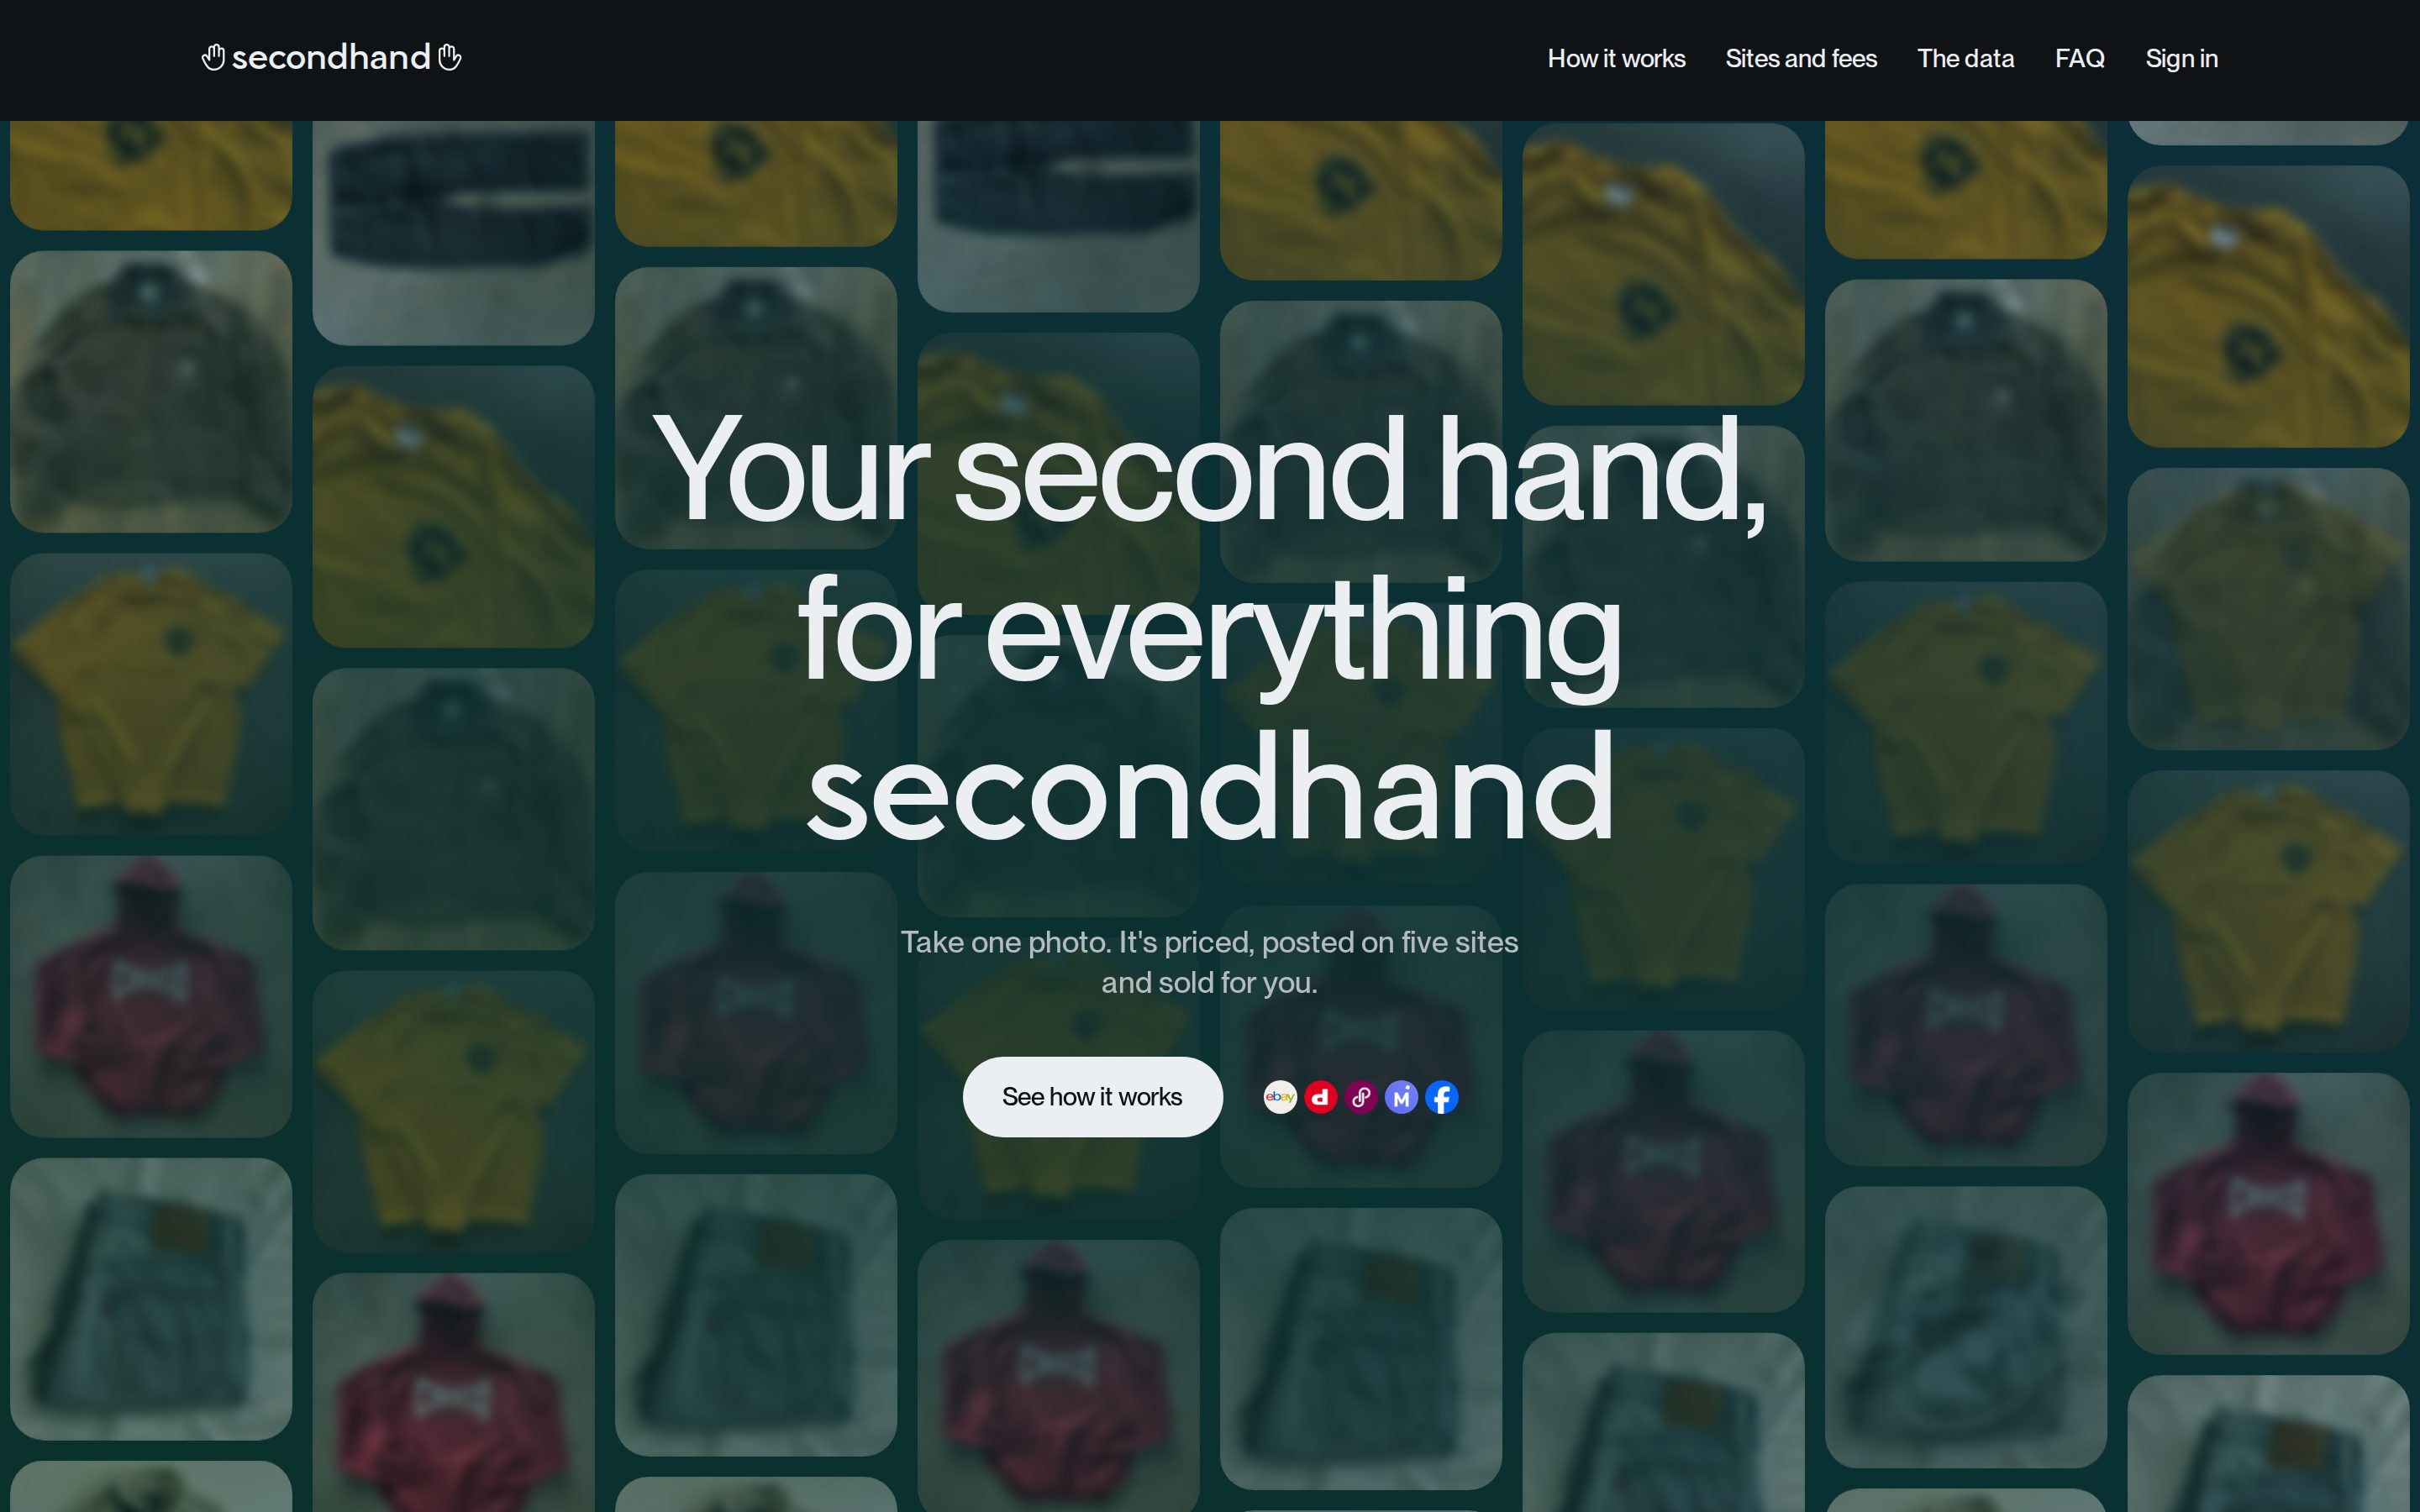 secondhand
How it works
Sites and fees
The data
FAQ
Sign in
Your second hand,
for everything
secondhand
Take one photo. It's priced, posted on five sites
and sold for you.
See how it works
ebay